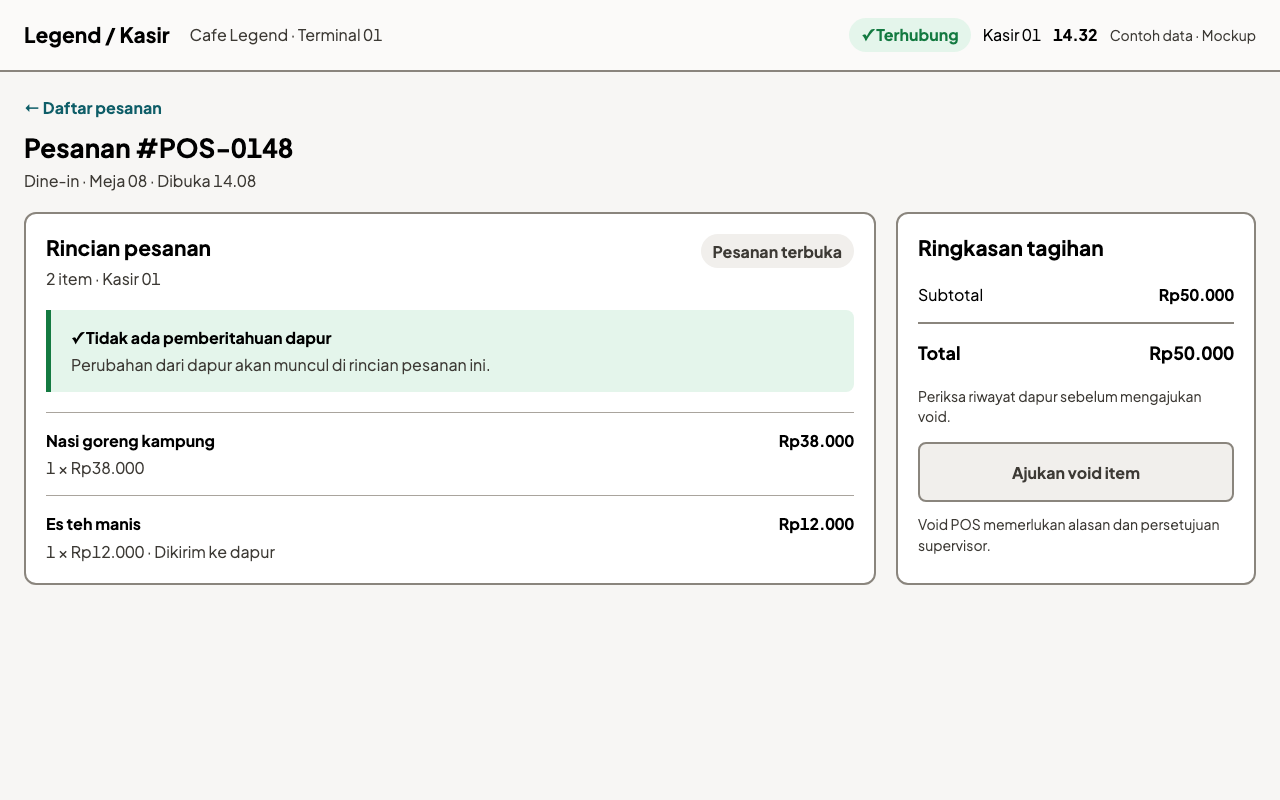 Legend / Kasir
Cafe Legend · Terminal 01
✓Terhubung
Kasir 01
14.32
Contoh data · Mockup
← Daftar pesanan
Pesanan #POS-0148
Dine-in · Meja 08 · Dibuka 14.08
Rincian pesanan
Pesanan terbuka
2 item · Kasir 01
✓Tidak ada pemberitahuan dapur
Perubahan dari dapur akan muncul di rincian pesanan ini.
Nasi goreng kampung
Rp38.000
1 × Rp38.000
Es teh manis
Rp12.000
1 × Rp12.000 · Dikirim ke dapur
Ringkasan tagihan
Subtotal
Rp50.000
Total
Rp50.000
Periksa riwayat dapur sebelum mengajukan
void.
Ajukan void item
Void POS memerlukan alasan dan persetujuan
supervisor.